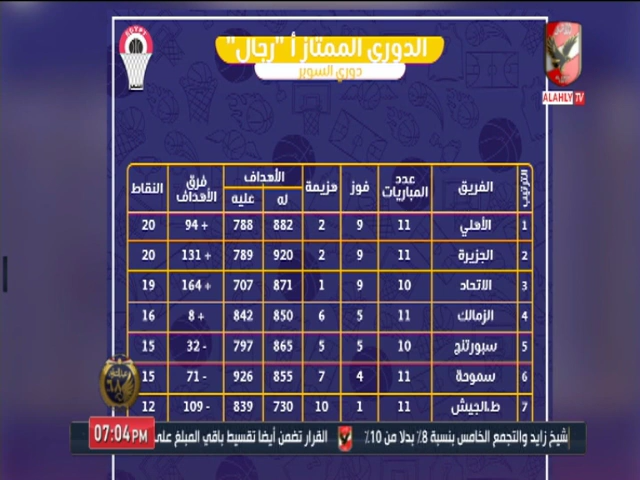 EGYPT
الدوري الممتاز أ "رجال"
دوري السوبر
ALAHLY TV
الترتيب الفريق عدد المباريات فوز هزيمة الأهداف له عليه فرق الأهداف النقاط
1 الأهلي 11 9 2 882 788 94 + 20
2 الجزيرة 11 9 2 920 789 131 + 20
3 الاتحاد 10 9 1 871 707 164 + 19
4 الزمالك 11 5 6 850 842 8 + 16
5 سبورتنج 10 5 5 865 797 32 - 15
6 سموحة 11 4 7 855 926 71 - 15
7 ط.الجيش 11 1 10 730 839 109 - 12
شيخ زايد والتجمع الخامس بنسبة 8٪ بدلا من 10٪ القرار تضمن أيضا تقسيط باقي المبلغ على
07:04 PM